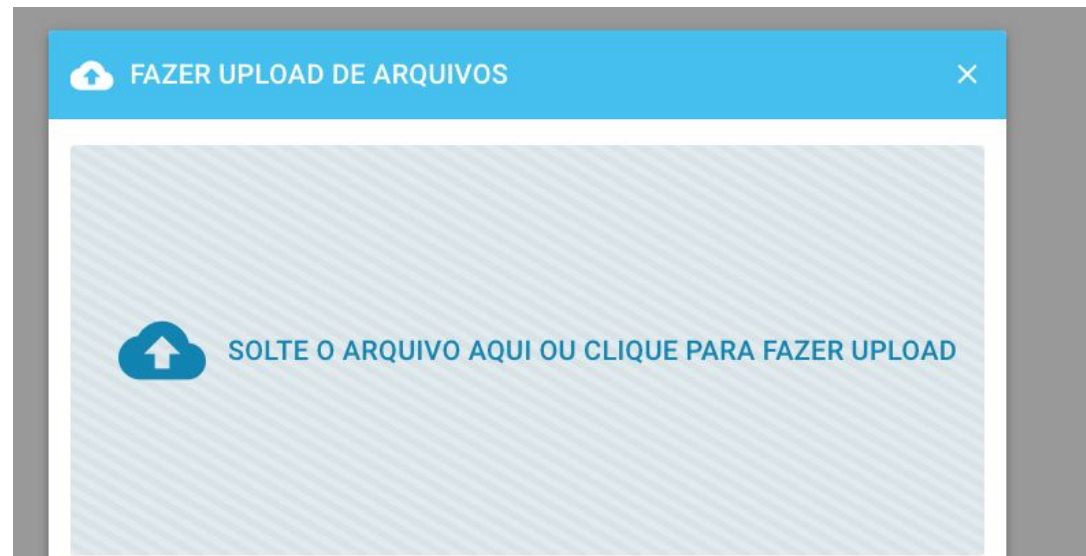 FAZER UPLOAD DE ARQUIVOS
SOLTE O ARQUIVO AQUI OU CLIQUE PARA FAZER UPLOAD